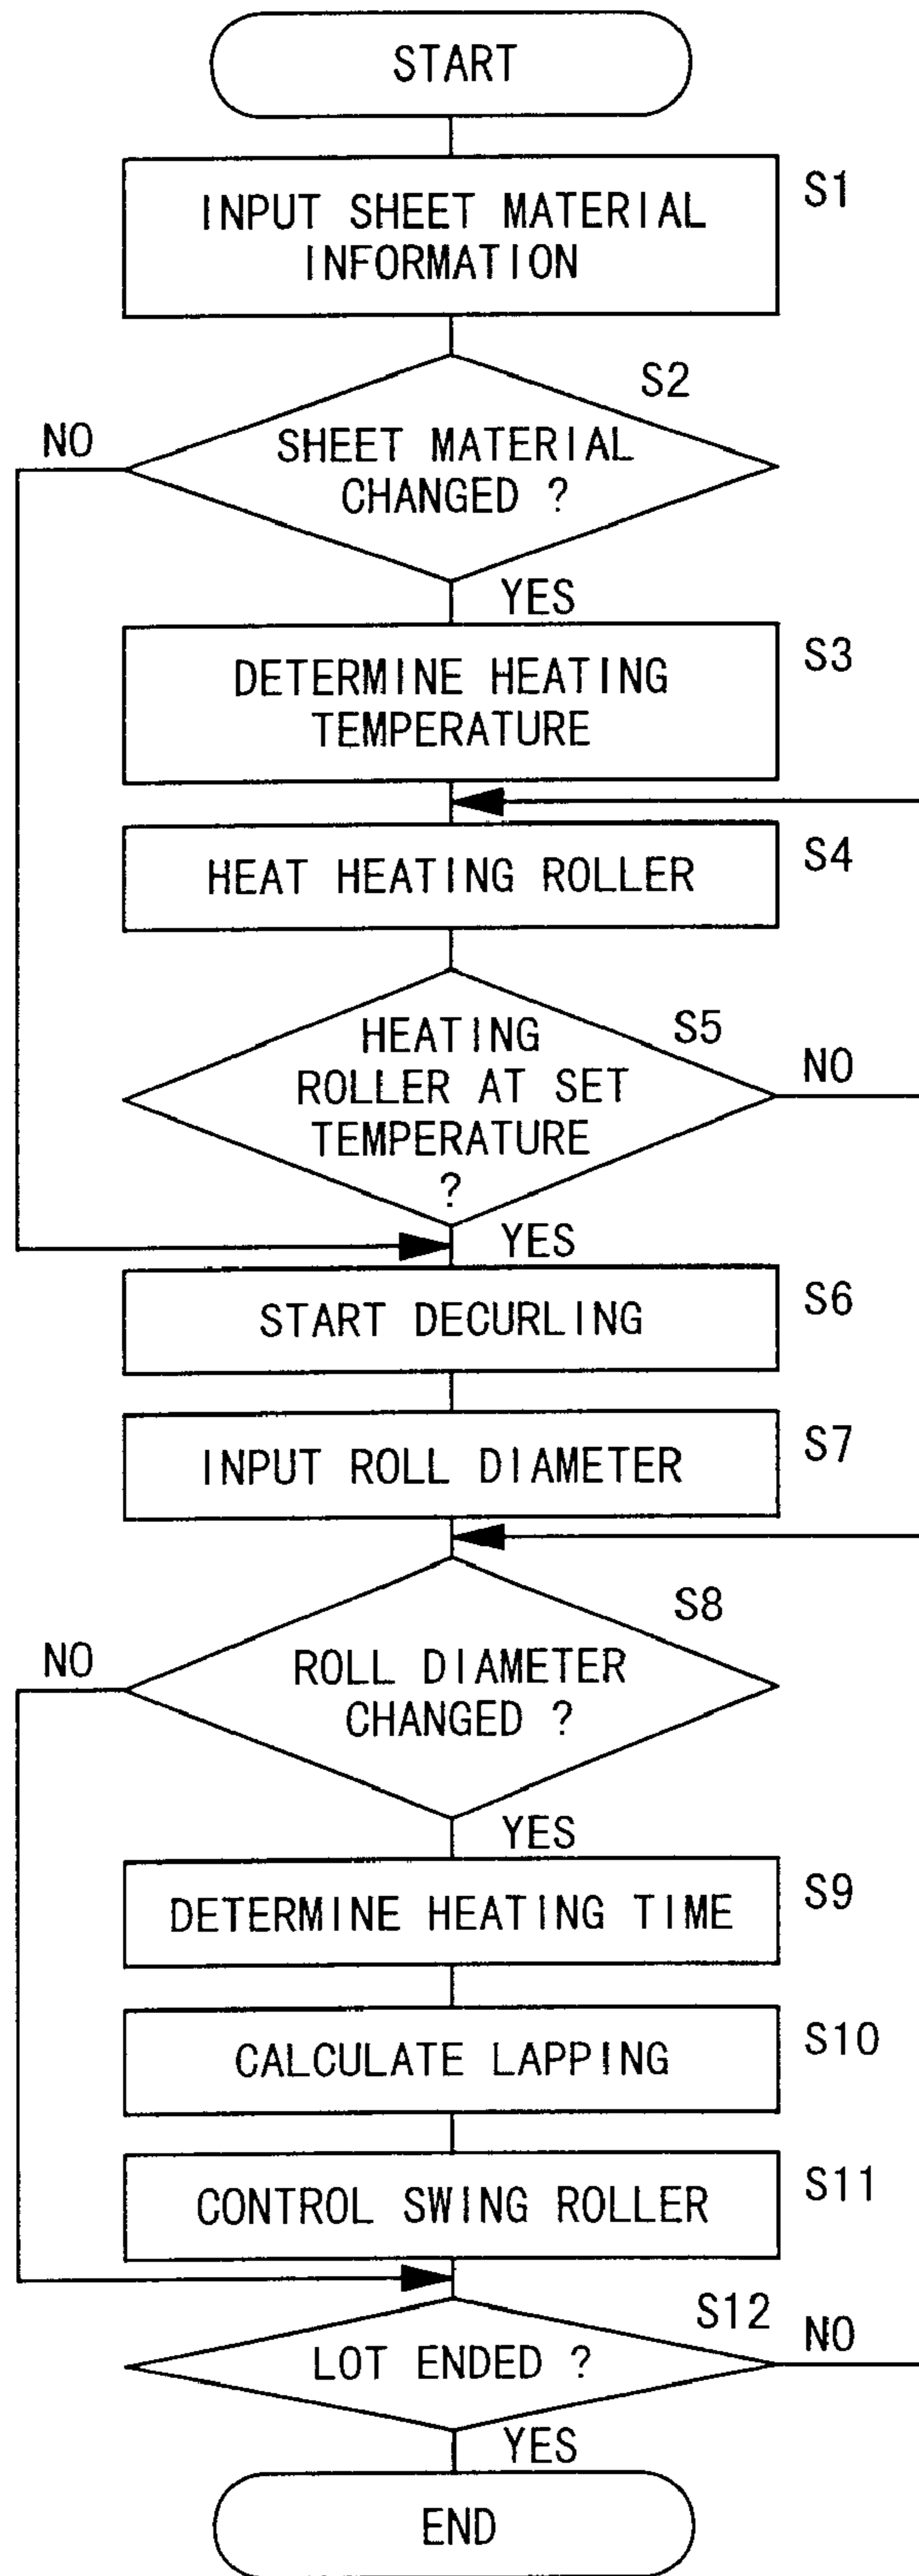 START
S1
INPUT SHEET MATERIAL
INFORMATION
S2
NO
SHEET MATERIAL
CHANGED ?
YES
S3
DETERMINE HEATING
TEMPERATURE
S4
HEAT HEATING ROLLER
S5
HEATING
ROLLER AT SET
TEMPERATURE
?
NO
YES
S6
START DECURLING
S7
INPUT ROLL DIAMETER
S8
NO
ROLL DIAMETER
CHANGED ?
YES
S9
DETERMINE HEATING TIME
S10
CALCULATE LAPPING
S11
CONTROL SWING ROLLER
S12
NO
LOT ENDED ?
YES
END